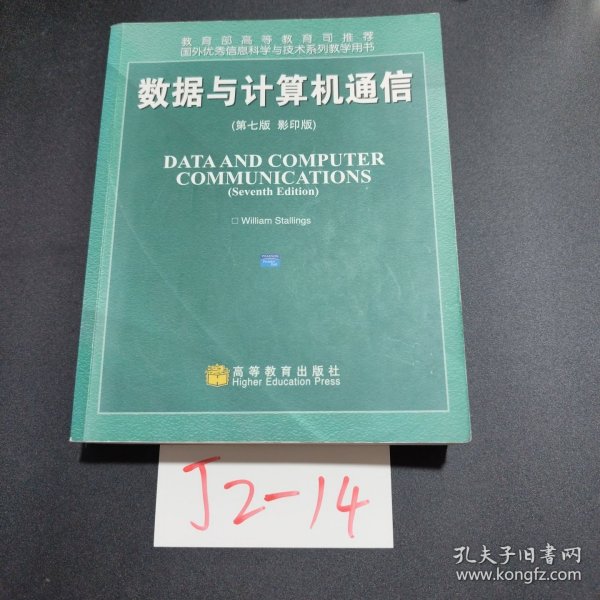 教育部高等教育司推荐
国外优秀信息科学与技术系列教学用书
数据与计算机通信
(第七版 影印版)
DATA AND COMPUTER
COMMUNICATIONS
(Seventh Edition)
□ William Stallings
高等教育出版社
Higher Education Press
J2-14
孔夫子旧书网
www.kongfz.com